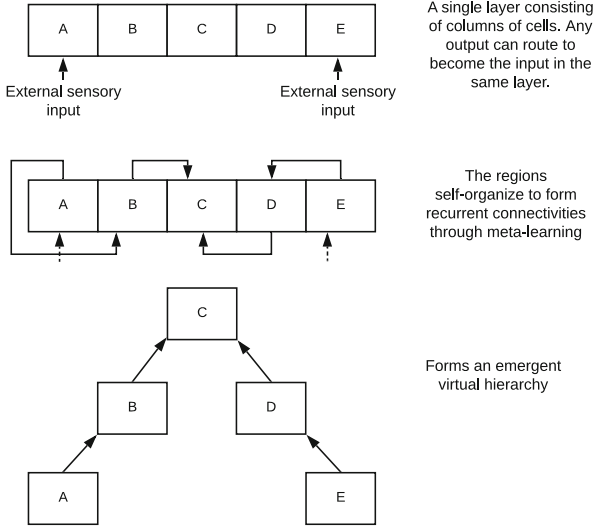 A B C D E
A single layer consisting
of columns of cells. Any
output can route to
become the input in the
same layer.
External sensory
input
External sensory
input
A B C D E
The regions
self-organize to form
recurrent connectivities
through meta-learning
C
Forms an emergent
virtual hierarchy
B D
A E